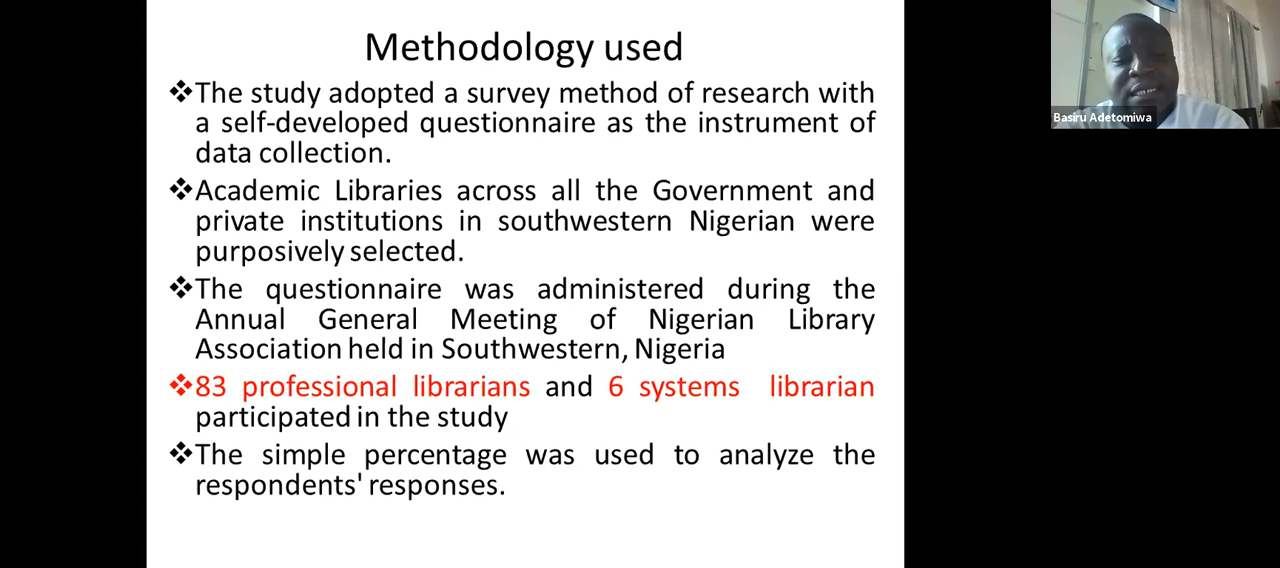 Methodology used
❖The study adopted a survey method of research with
a self-developed questionnaire as the instrument of
data collection.
❖Academic Libraries across all the Government and
private institutions in southwestern Nigerian were
purposively selected.
❖The questionnaire was administered during the
Annual General Meeting of Nigerian Library
Association held in Southwestern, Nigeria
❖83 professional librarians and 6 systems librarian
participated in the study
❖The simple percentage was used to analyze the
respondents' responses.
Basiru Adetomiwa